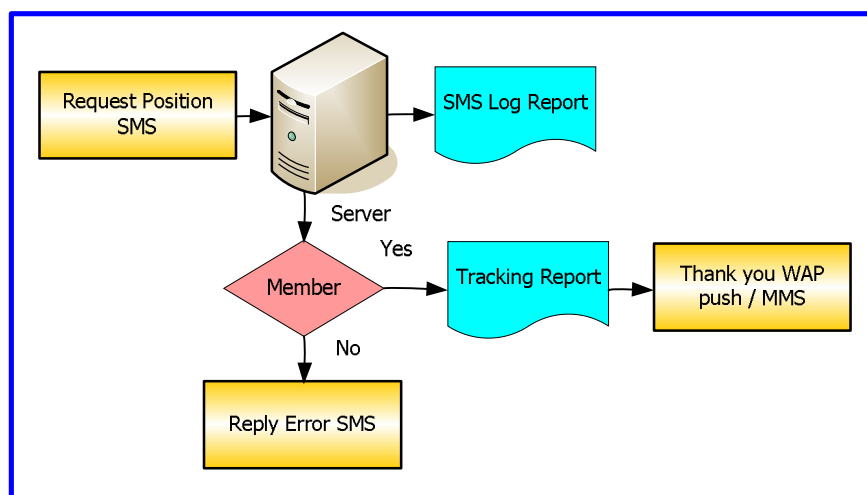 Request Position
SMS
SMS Log Report
Server
Yes
Member
Tracking Report
Thank you WAP
push / MMS
No
Reply Error SMS